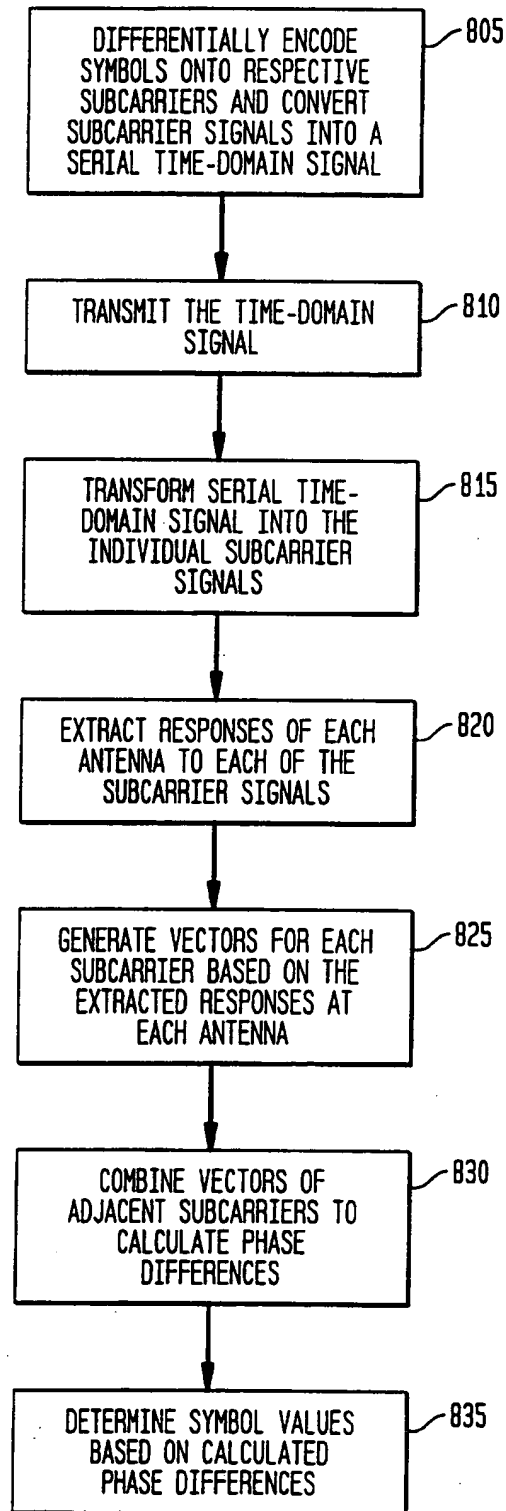 DIFFERENTIALLY ENCODE
SYMBOLS ONTO RESPECTIVE
SUBCARRIERS AND CONVERT
SUBCARRIER SIGNALS INTO A
SERIAL TIME-DOMAIN SIGNAL
805
TRANSMIT THE TIME-DOMAIN
SIGNAL
810
TRANSFORM SERIAL TIME-
DOMAIN SIGNAL INTO THE
INDIVIDUAL SUBCARRIER
SIGNALS
815
EXTRACT RESPONSES OF EACH
ANTENNA TO EACH OF THE
SUBCARRIER SIGNALS
820
GENERATE VECTORS FOR EACH
SUBCARRIER BASED ON THE
EXTRACTED RESPONSES AT
EACH ANTENNA
825
COMBINE VECTORS OF
ADJACENT SUBCARRIERS TO
CALCULATE PHASE
DIFFERENCES
830
DETERMINE SYMBOL VALUES
BASED ON CALCULATED
PHASE DIFFERENCES
835